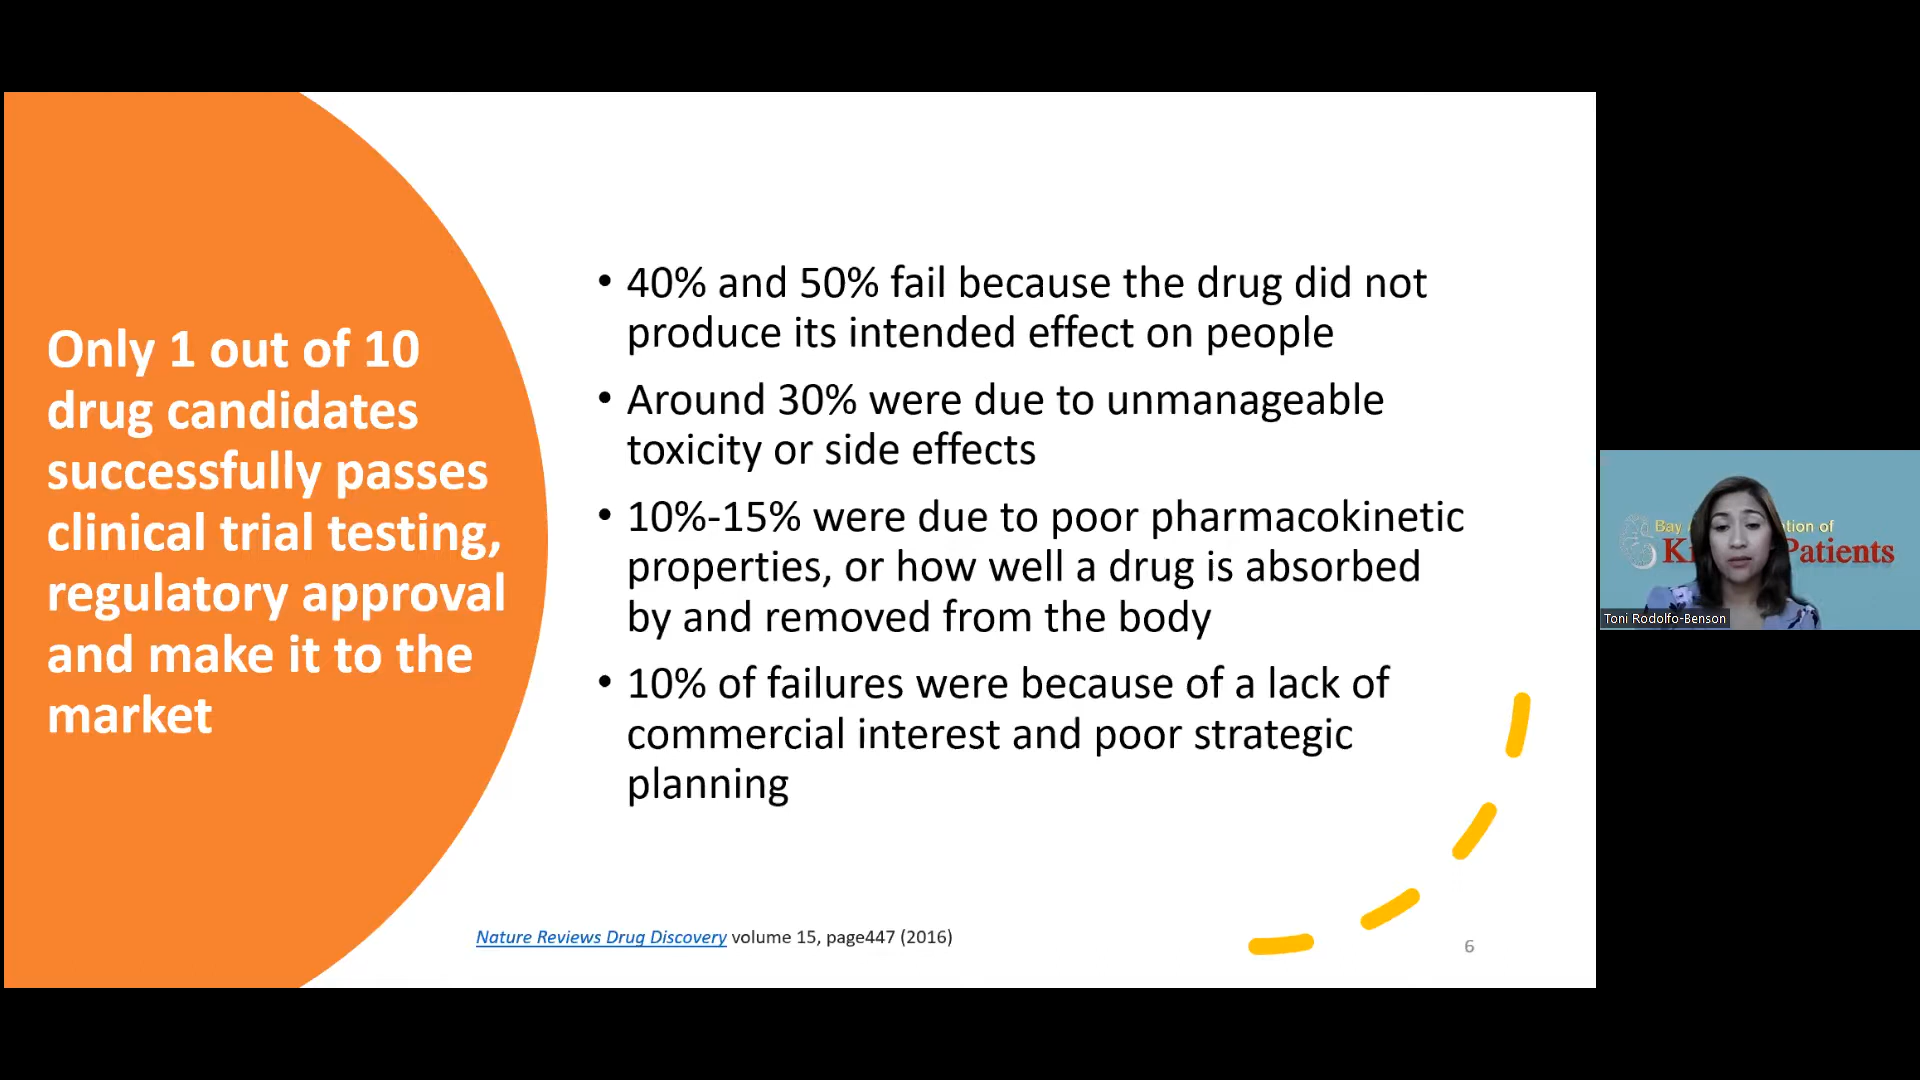 Only 1 out of 10
drug candidates
successfully passes
clinical trial testing,
regulatory approval
and make it to the
market
• 40% and 50% fail because the drug did not
produce its intended effect on people
• Around 30% were due to unmanageable
toxicity or side effects
• 10%-15% were due to poor pharmacokinetic
properties, or how well a drug is absorbed
by and removed from the body
• 10% of failures were because of a lack of
commercial interest and poor strategic
planning
Nature Reviews Drug Discovery volume 15, page447 (2016)
6
Bay of
Patients
Toni Rodolfo-Benson